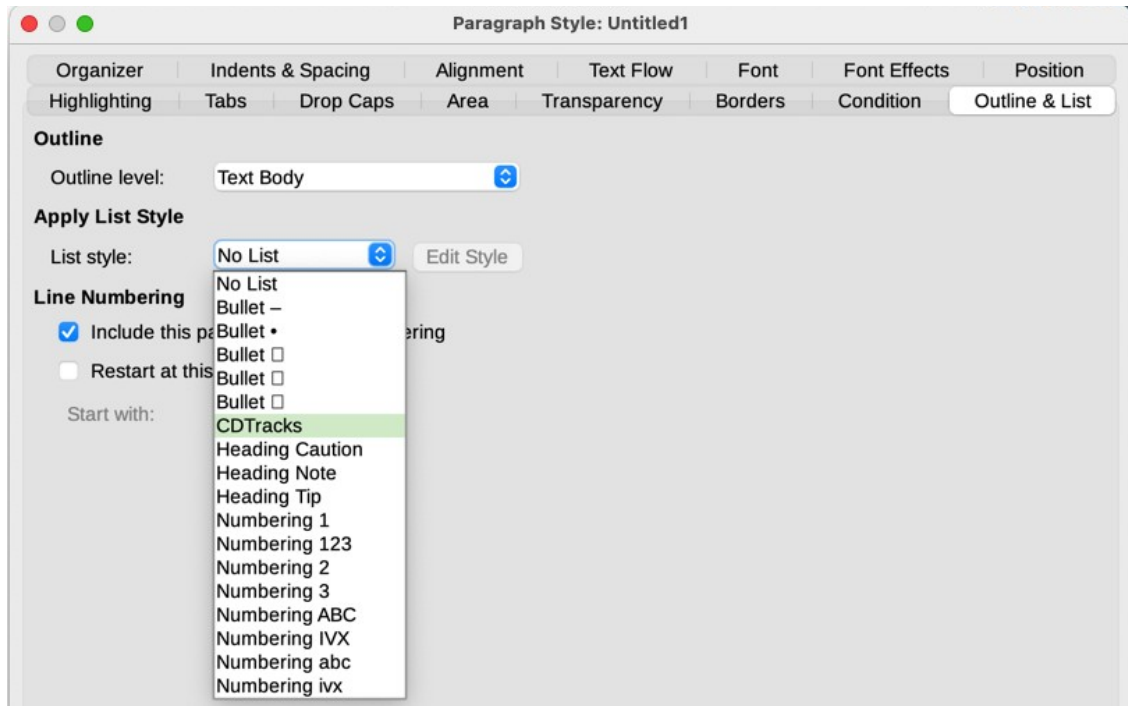 Paragraph Style: Untitled1
Organizer Indents & Spacing Alignment Text Flow Font Font Effects Position
Highlighting Tabs Drop Caps Area Transparency Borders Condition Outline & List
Outline
Outline level: Text Body
Apply List Style
List style: No List Edit Style
No List
Line Numbering
Bullet –
Include this
Bullet •
Bullet □
Restart at this
Bullet □
Bullet □
Start with:
CDTracks
Heading Caution
Heading Note
Heading Tip
Numbering 1
Numbering 123
Numbering 2
Numbering 3
Numbering ABC
Numbering IVX
Numbering abc
Numbering ivx